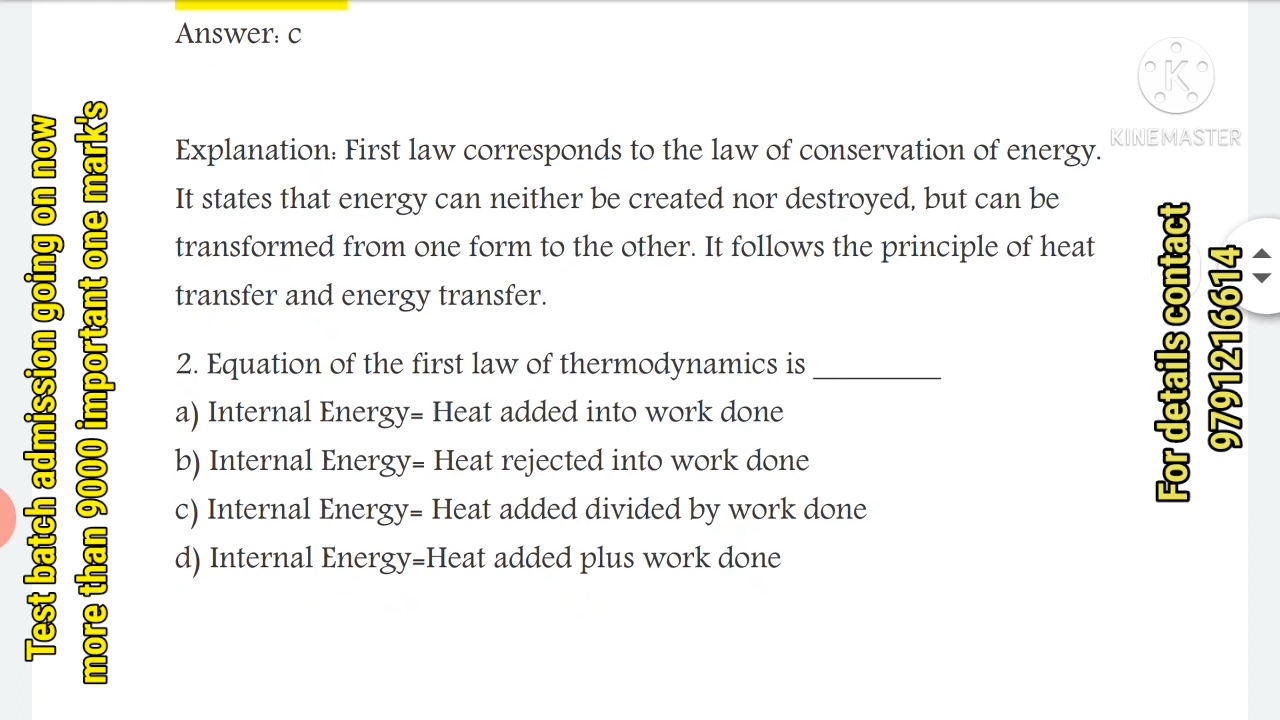 Answer: c
Explanation: First law corresponds to the law of conservation of energy.
It states that energy can neither be created nor destroyed, but can be
transformed from one form to the other. It follows the principle of heat
transfer and energy transfer.
2. Equation of the first law of thermodynamics is _________
a) Internal Energy= Heat added into work done
b) Internal Energy= Heat rejected into work done
c) Internal Energy= Heat added divided by work done
d) Internal Energy=Heat added plus work done
Test batch admission going on now
more than 9000 important one mark's
K
KINEMASTER
For details contact
9791216614